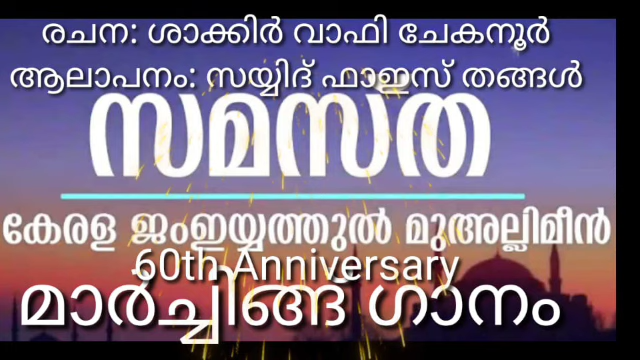 രചന: ശാക്കിർ വാഫി ചേകനൂർ
ആലാപനം: സയ്യിദ് ഫാഇസ് തങ്ങൾ
സമസ്ത
കേരള ജംഇയ്യത്തുൽ മുഅല്ലിമീൻ
60th Anniversary
മാർച്ചിങ്ങ് ഗാനം